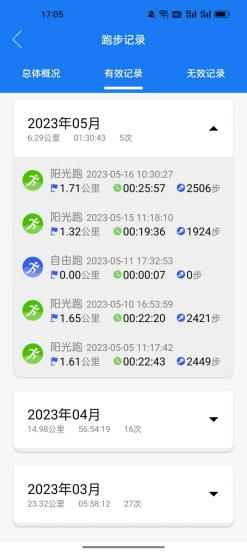 17:05
跑步记录
总体概况 有效记录 无效记录
2023年05月
6.29公里 01:30:43 5次
阳光跑 2023-05-16 10:30:27
1.71公里 00:25:57 2506步
阳光跑 2023-05-15 11:18:10
1.32公里 00:19:36 1924步
自由跑 2023-05-11 17:32:53
0.00公里 00:00:07 0步
阳光跑 2023-05-10 16:53:59
1.65公里 00:22:20 2421步
阳光跑 2023-05-05 11:17:42
1.61公里 00:22:43 2449步
2023年04月
14.98公里 56:54:19 16次
2023年03月
23.32公里 05:58:12 27次